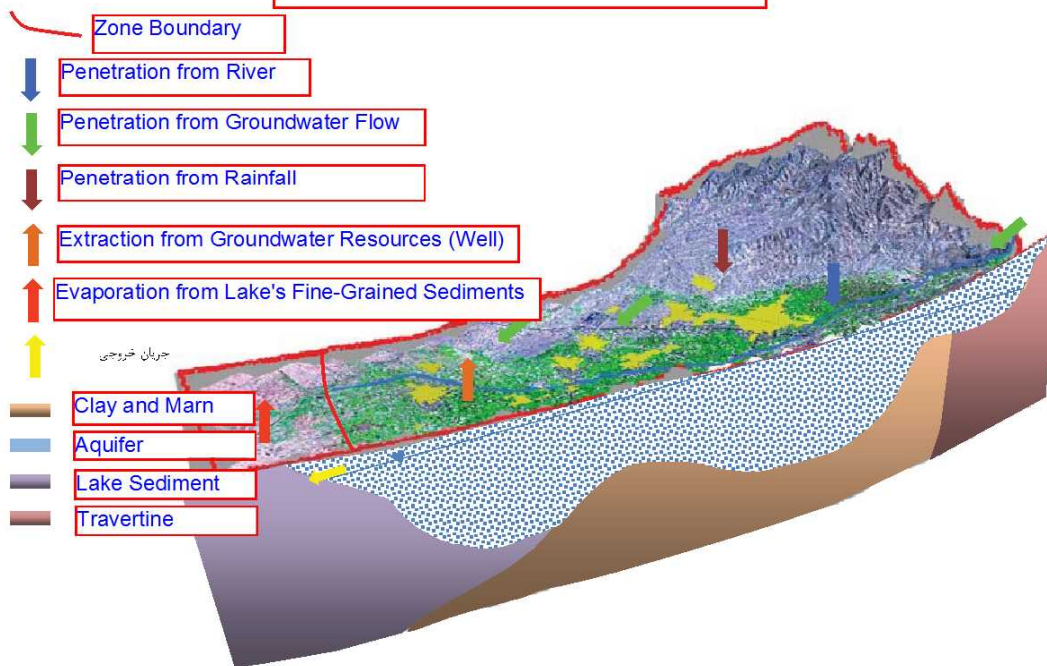 Zone Boundary
Penetration from River
Penetration from Groundwater Flow
Penetration from Rainfall
Extraction from Groundwater Resources (Well)
Evaporation from Lake's Fine-Grained Sediments
جریان خروجی
Clay and Marn
Aquifer
Lake Sediment
Travertine